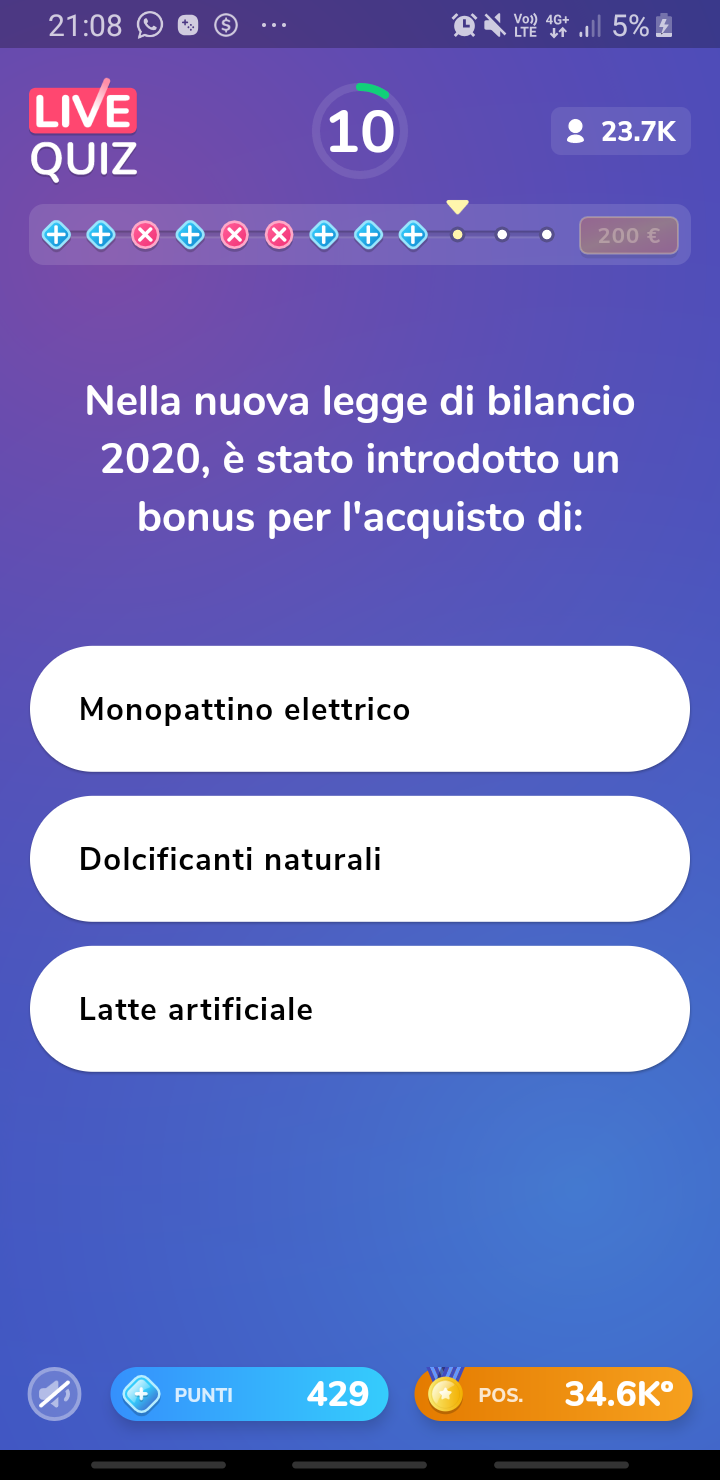 21:08
Vo)) LTE 4G+ 5%
LIVE
QUIZ
10
23.7K
200 €
Nella nuova legge di bilancio
2020, è stato introdotto un
bonus per l'acquisto di:
Monopattino elettrico
Dolcificanti naturali
Latte artificiale
PUNTI 429
POS. 34.6K°